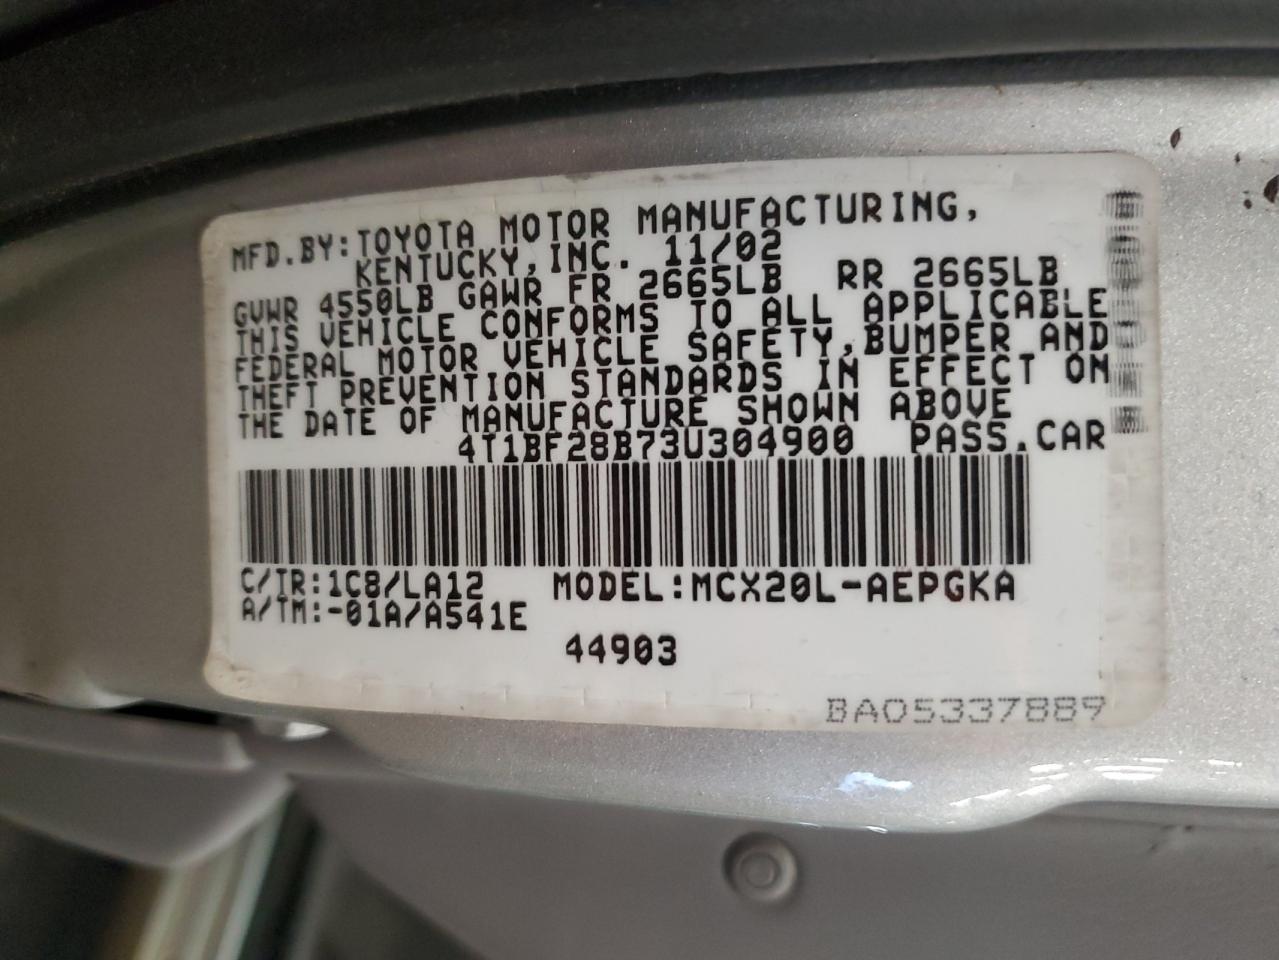 MFD.BY:TOYOTA MOTOR MANUFACTURING,
KENTUCKY,INC. 11/02
GVWR 4550LB GAWR FR 2665LB RR 2665LB
THIS VEHICLE CONFORMS TO ALL APPLICABLE
FEDERAL MOTOR VEHICLE SAFETY,BUMPER AND
THEFT PREVENTION STANDARDS IN EFFECT ON
THE DATE OF MANUFACTURE SHOWN ABOVE
4T1BF28B73U304900 PASS.CAR
C/TR:1C8/LA12 MODEL:MCX20L-AEPGKA
A/TM:-01A/A541E
44903
BA05337889